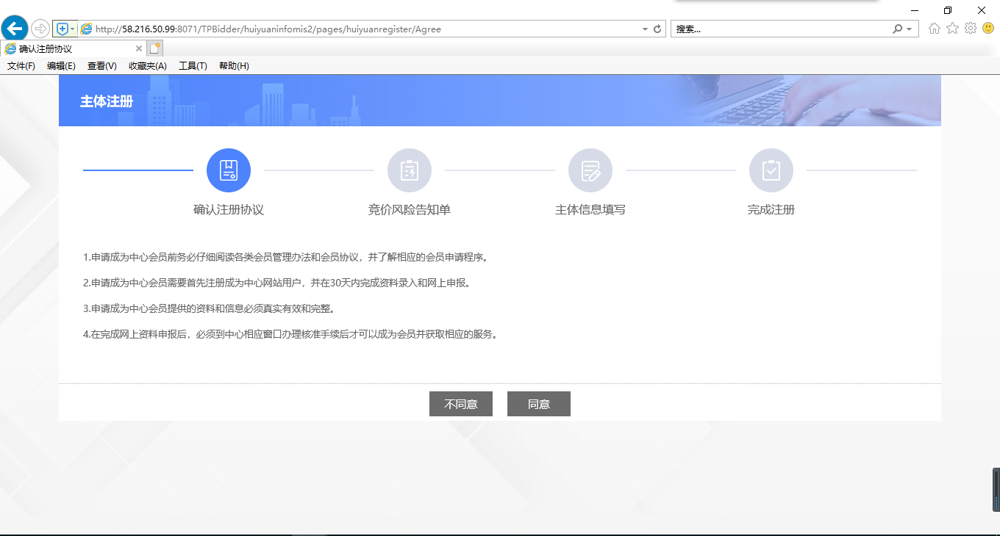 http://58.216.50.99:8071/TPBidder/huiyuaninfomis2/pages/huiyuanregister/Agree
搜索...
确认注册协议
文件(F) 编辑(E) 查看(V) 收藏夹(A) 工具(T) 帮助(H)
主体注册
确认注册协议 竞价风险告知单 主体信息填写 完成注册
1.申请成为中心会员前务必仔细阅读各类会员管理办法和会员协议，并了解相应的会员申请程序。
2.申请成为中心会员需要首先注册成为中心网站用户，并在30天内完成资料录入和网上申报。
3.申请成为中心会员提供的资料和信息必须真实有效和完整。
4.在完成网上资料申报后，必须到中心相应窗口办理核准手续后才可以成为会员并获取相应的服务。
不同意 同意